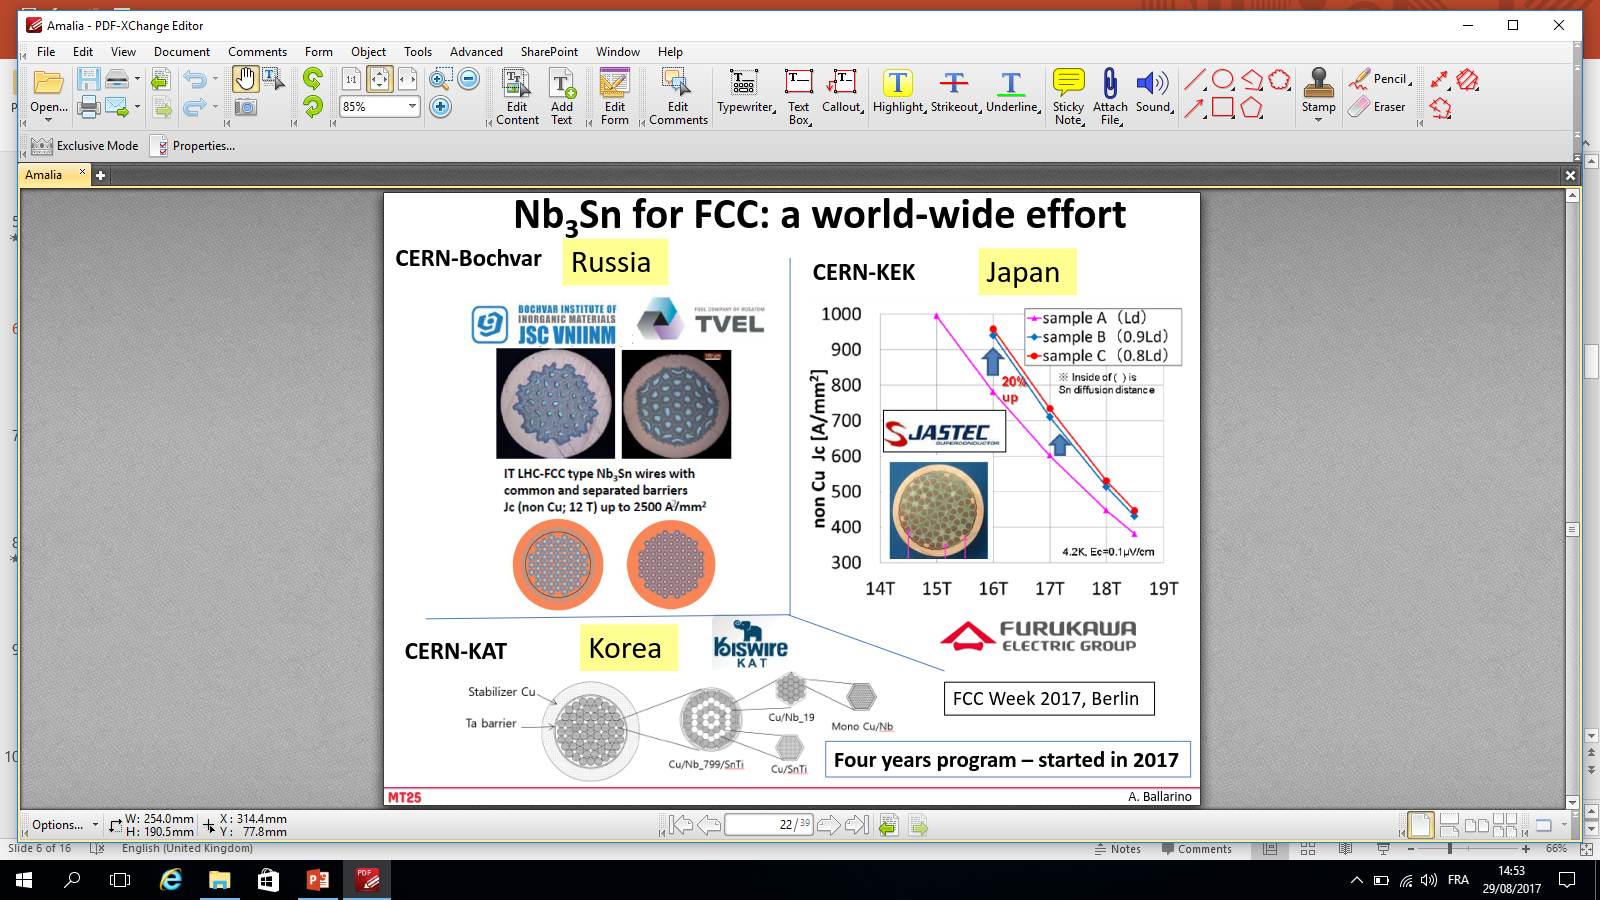 Amalia - PDF-XChange Editor
File Edit View Document Comments Form Object Tools Advanced SharePoint Window Help
Open...
1:1
85%
Edit Content
Add Text
Edit Form
Edit Comments
Typewriter
Text Box
Callout
Highlight
Strikeout
Underline
Sticky Note
Attach File
Sound
Stamp
Pencil
Eraser
Exclusive Mode Properties...
Amalia
Nb3Sn for FCC: a world-wide effort
CERN-Bochvar Russia
BOCHVAR INSTITUTE OF
INORGANIC MATERIALS
JSC VNIINM
FUEL COMPANY OF ROSATOM
TVEL
IT LHC-FCC type Nb3Sn wires with
common and separated barriers
Jc (non Cu; 12 T) up to 2500 A/mm2
CERN-KEK Japan
non Cu Jc [A/mm2]
1000
900
800
700
600
500
400
300
14T 15T 16T 17T 18T 19T
sample A (Ld)
sample B (0.9Ld)
sample C (0.8Ld)
※ Inside of ( ) is
Sn diffusion distance
20%
up
JASTEC
SUPERCONDUCTOR
4.2K, Ec=0.1μV/cm
FURUKAWA
ELECTRIC GROUP
CERN-KAT Korea
Kiswire
KAT
Stabilizer Cu
Ta barrier
Cu/Nb_799/SnTi
Cu/Nb_19
Cu/SnTi
Mono Cu/Nb
FCC Week 2017, Berlin
Four years program – started in 2017
MT25
A. Ballarino
Options...
W: 254.0mm
H: 190.5mm
X: 314.4mm
Y: 77.8mm
22/39
Slide 6 of 16 English (United Kingdom)
Notes Comments 66%
FRA
14:53
29/08/2017